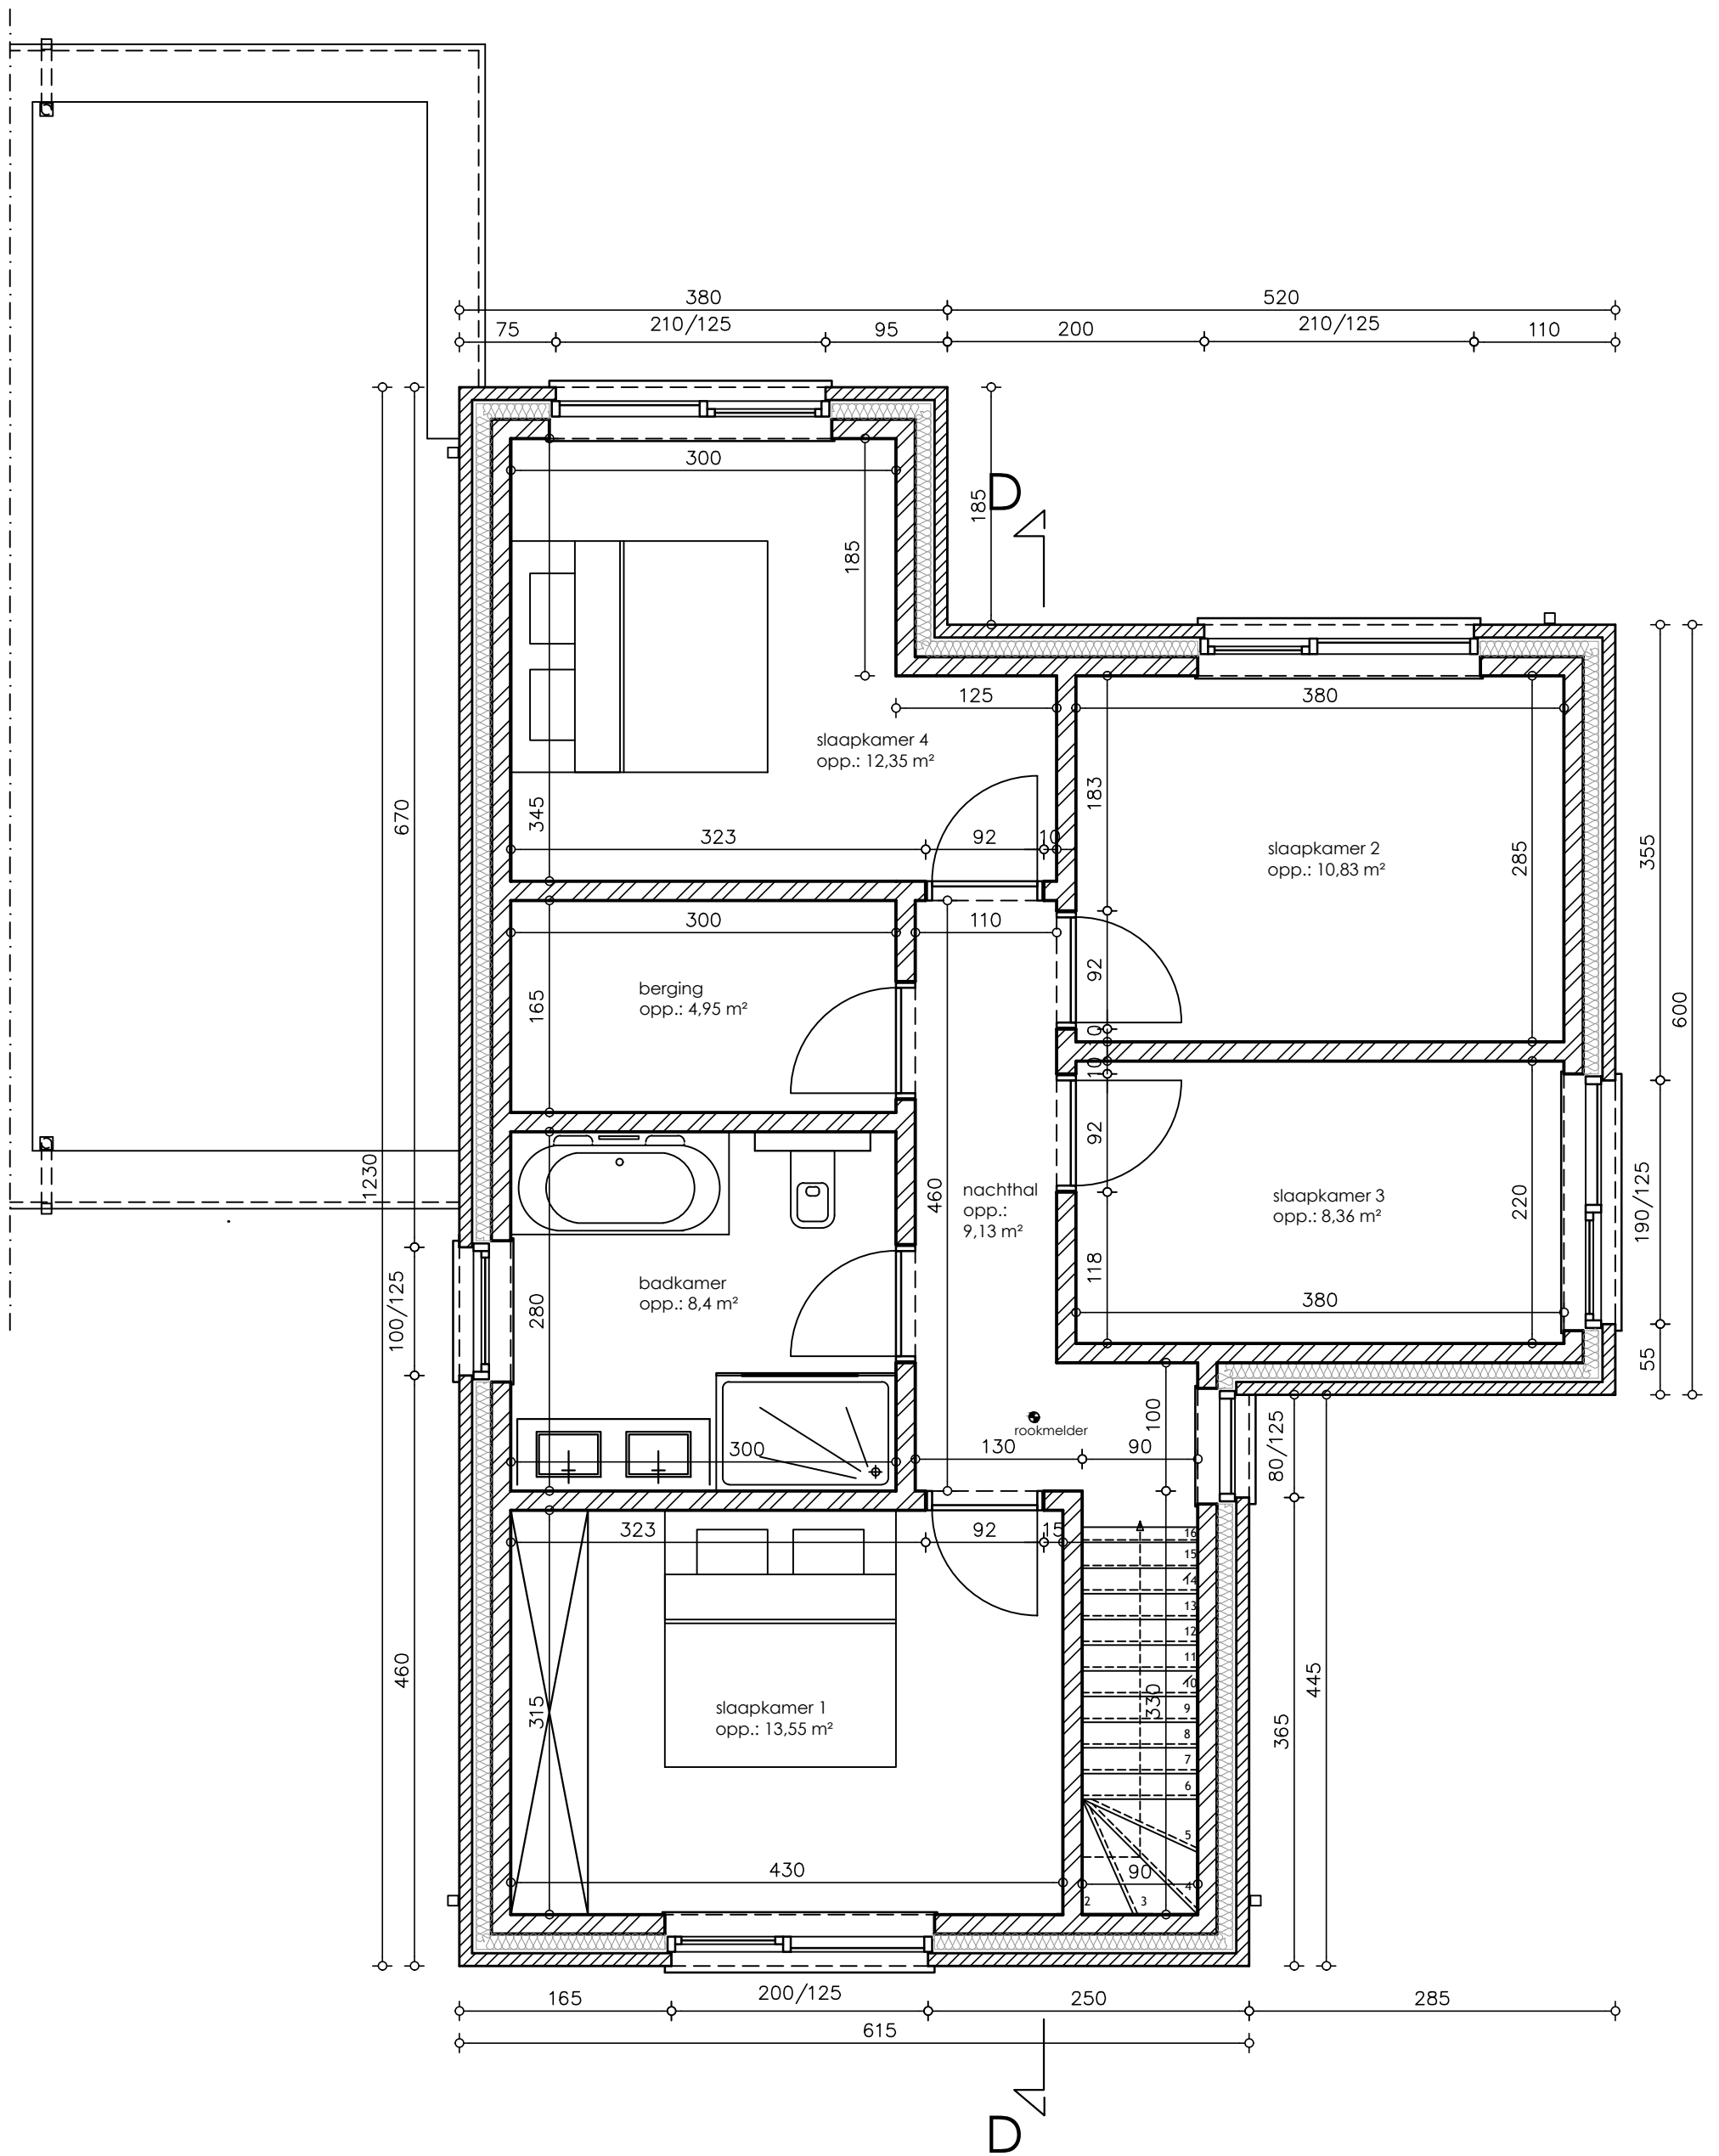 380 520
75 210/125 95 200 210/125 110
D
185
300
185
125 380
slaapkamer 4
opp.: 12,35 m²
670
345
183
355
323 92 10
slaapkamer 2
opp.: 10,83 m²
285
300 110
berging
opp.: 4,95 m²
165
92
600
10
10
92
1230
460
nachthal
opp.:
9,13 m²
slaapkamer 3
opp.: 8,36 m²
220
190/125
118
badkamer
opp.: 8,4 m²
280
100/125
380
55
100
rookmelder
80/125
300 130 90
323 92 15
16
15
14
13
12
11
10
9
8
7
6
5
4
3
2
460
315
slaapkamer 1
opp.: 13,55 m²
330
365
445
430 90
165 200/125 250 285
615
D